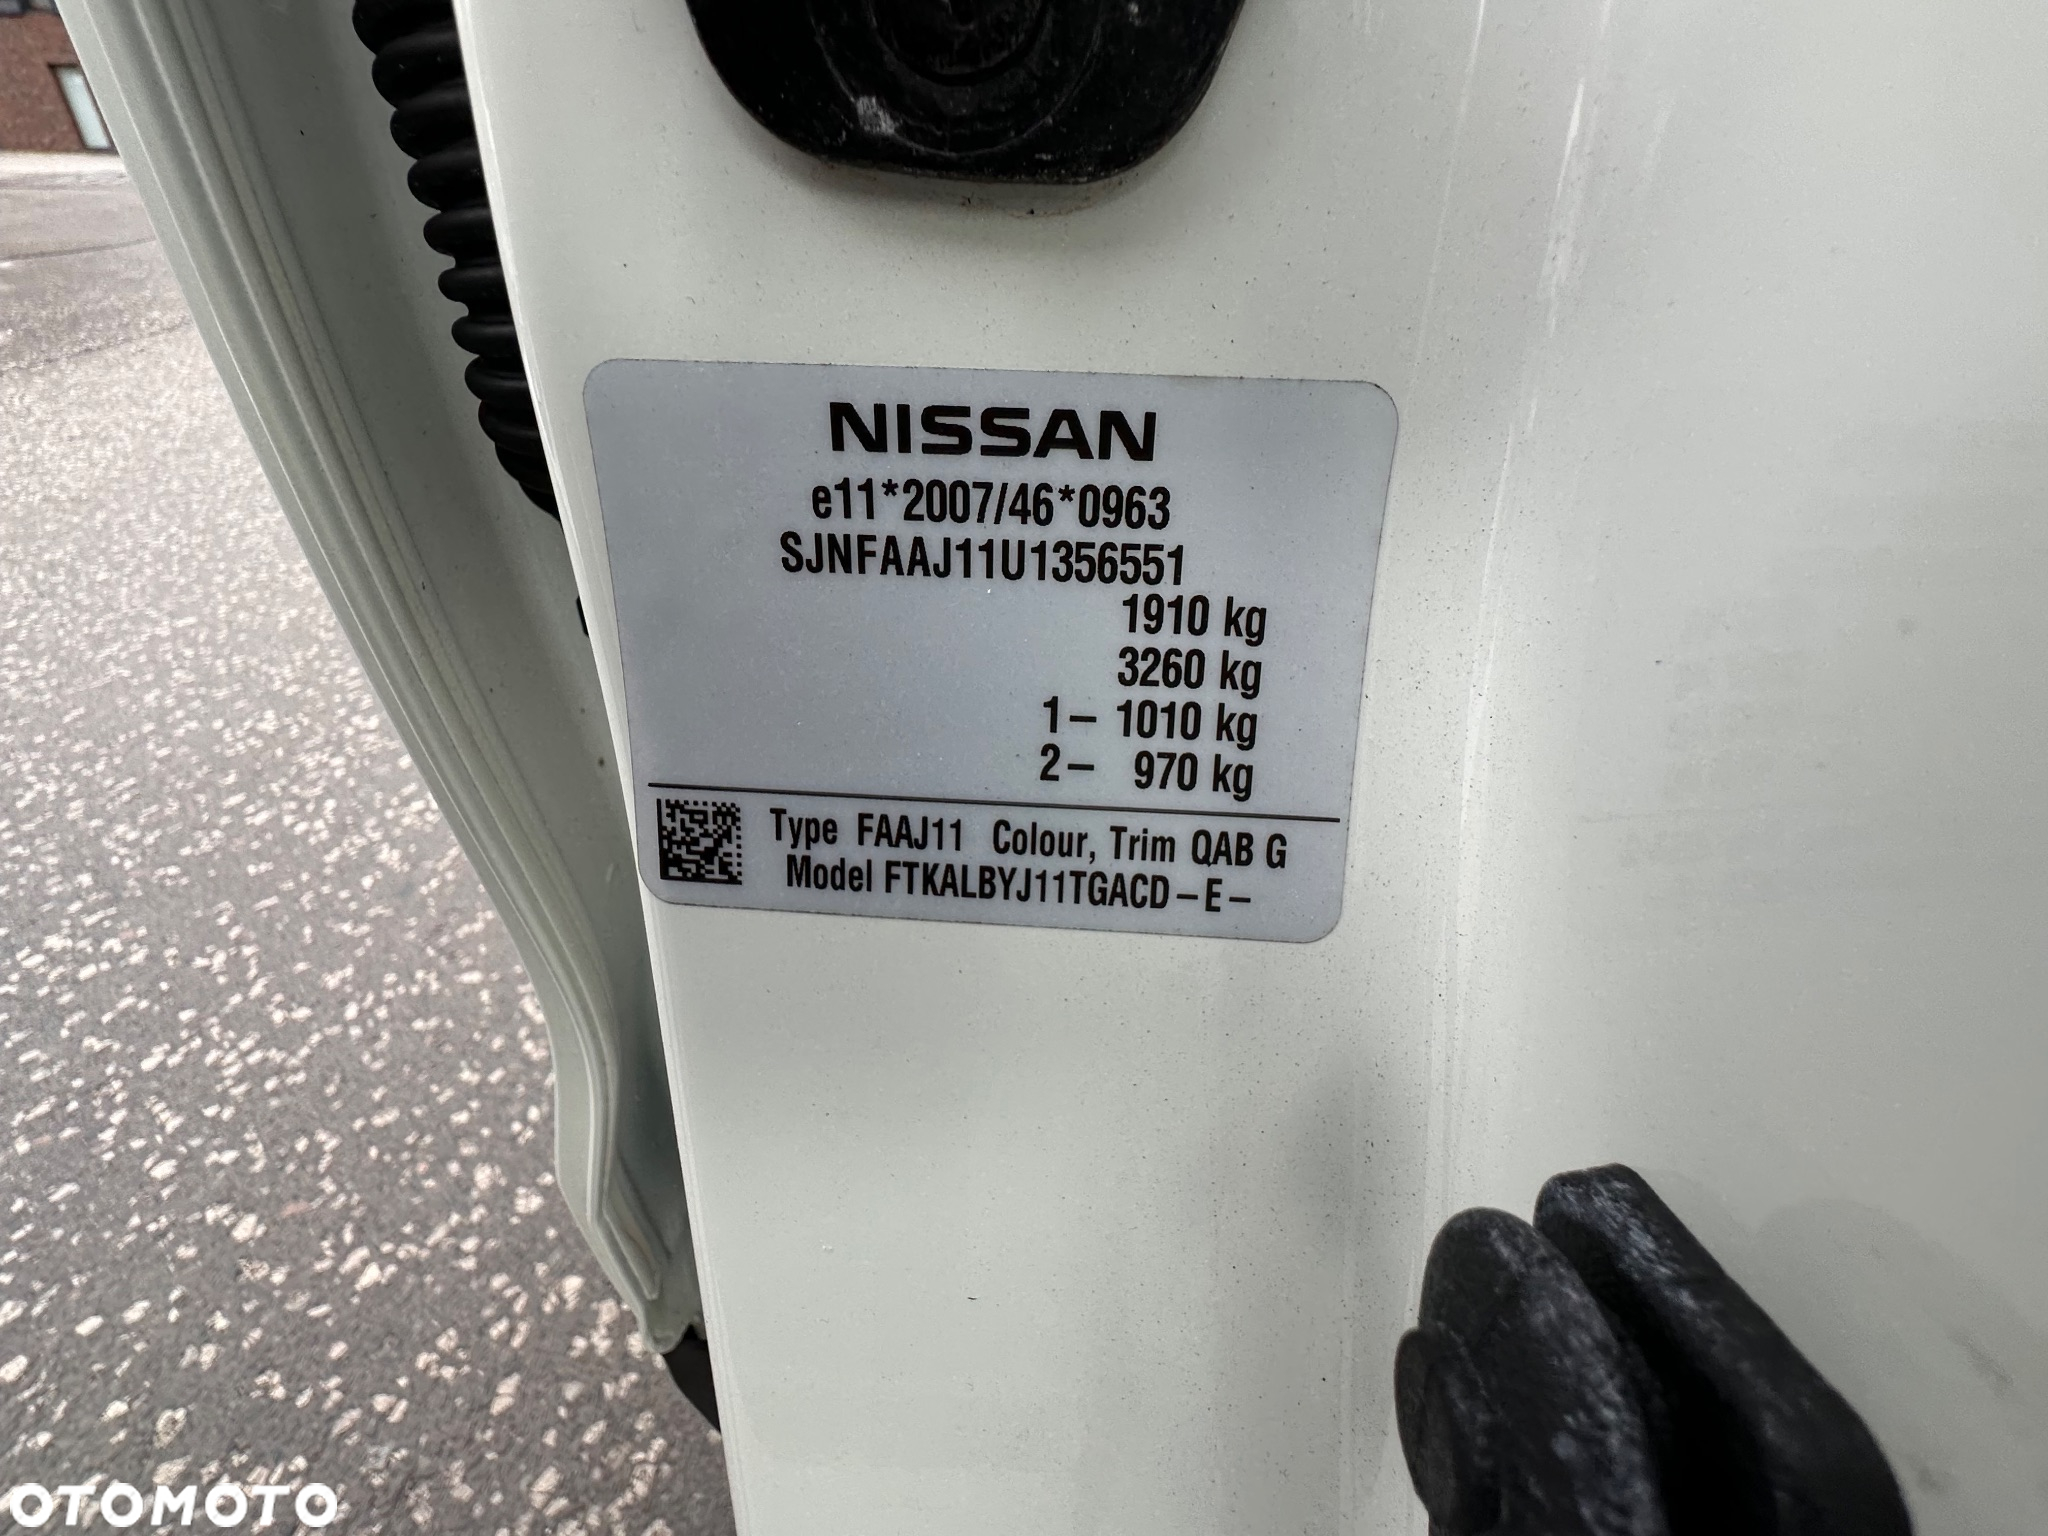 NISSAN
e11*2007/46*0963
SJNFAAJ11U1356551
1910 kg
3260 kg
1– 1010 kg
2– 970 kg
Type FAAJ11 Colour, Trim QAB G
Model FTKALBYJ11TGACD–E–
OTOMOTO